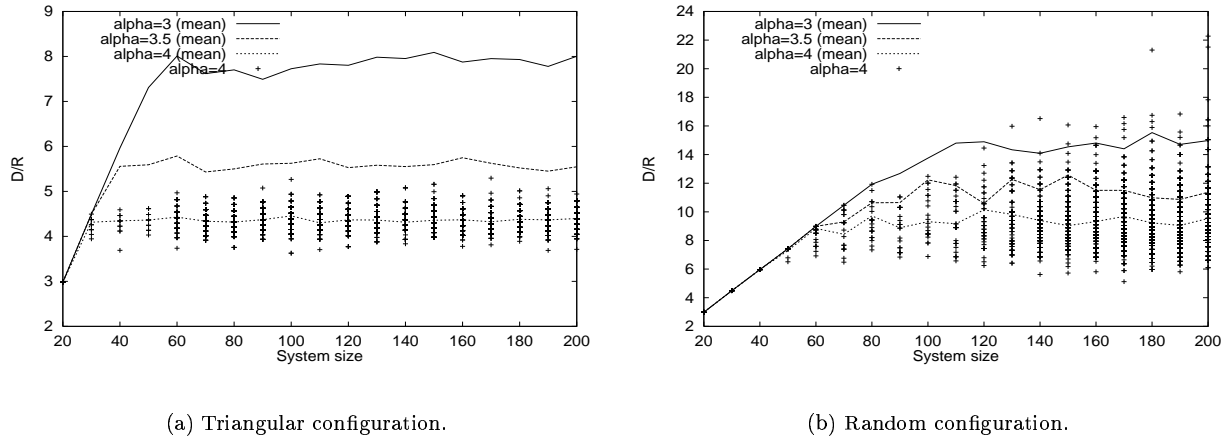 9
8
7
6
5
4
3
2
D/R
alpha=3 (mean)
alpha=3.5 (mean)
alpha=4 (mean)
alpha=4
20 40 60 80 100 120 140 160 180 200
System size
(a) Triangular configuration.
24
22
20
18
16
14
12
10
8
6
4
2
D/R
alpha=3 (mean)
alpha=3.5 (mean)
alpha=4 (mean)
alpha=4
20 40 60 80 100 120 140 160 180 200
System size
(b) Random configuration.